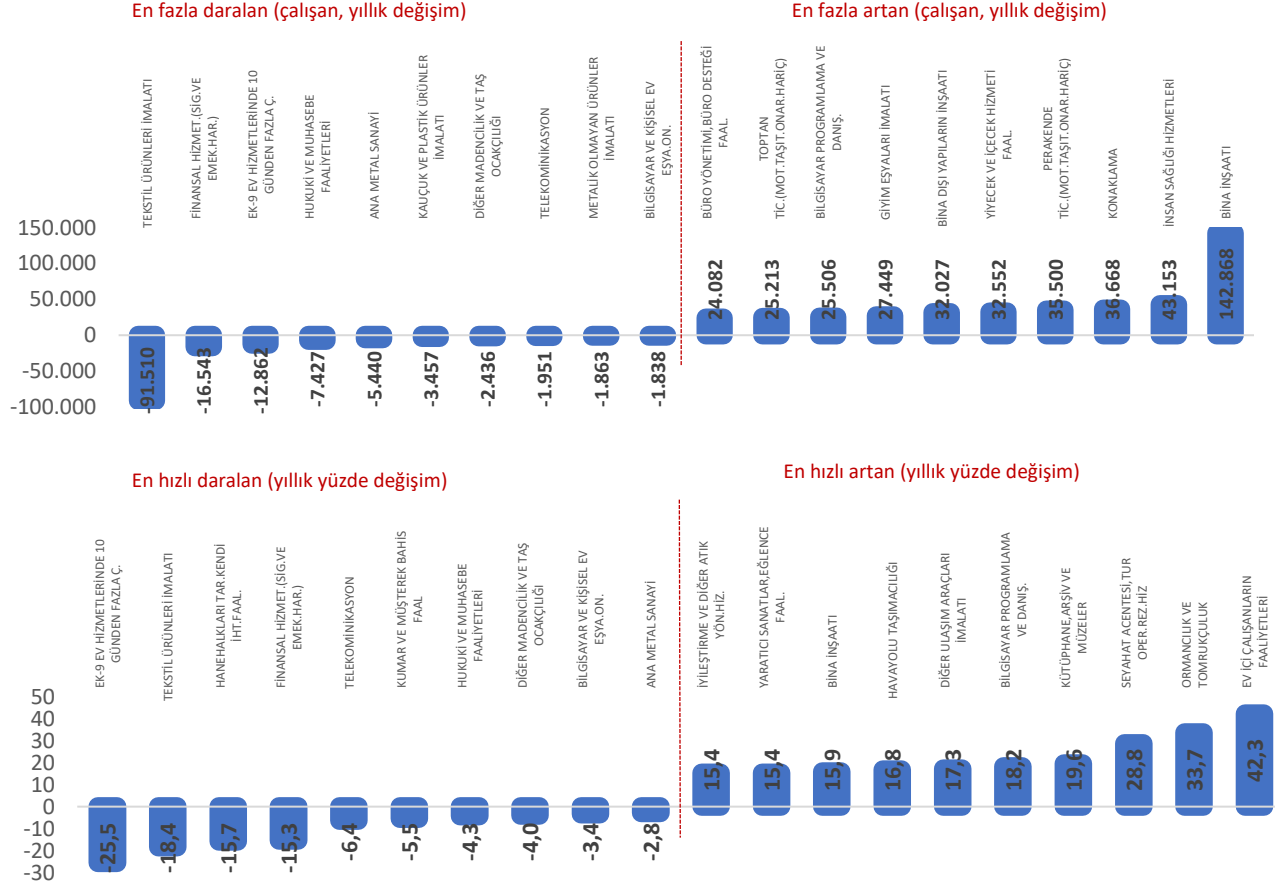 En fazla daralan (çalışan, yıllık değişim)
En fazla artan (çalışan, yıllık değişim)
TEKSTİL ÜRÜNLERİ İMALATI
FİNANSAL HİZMET.(SİG.VE
EMEK.HAR.)
EK-9 EV HİZMETLERİNDE 10
GÜNDEN FAZLA Ç.
HUKUKİ VE MUHASEBE
FAALİYETLERİ
ANA METAL SANAYİ
KAUÇUK VE PLASTİK ÜRÜNLER
İMALATI
DİĞER MADENCİLİK VE TAŞ
OCAKÇILIĞI
TELEKOMİNİKASYON
METALİK OLMAYAN ÜRÜNLER
İMALATI
BİLGİSAYAR VE KİŞİSEL EV
EŞYA.ON.
BÜRO YÖNETİMİ,BÜRO DESTEĞİ
FAAL.
TOPTAN
TİC.(MOT.TAŞIT.ONAR.HARİÇ)
BİLGİSAYAR PROGRAMLAMA VE
DANIŞ.
GİYİM EŞYALARI İMALATI
BİNA DIŞI YAPILARIN İNŞAATI
YİYECEK VE İÇECEK HİZMETİ
FAAL.
PERAKENDE
TİC.(MOT.TAŞIT.ONAR.HARİÇ)
KONAKLAMA
İNSAN SAĞLIĞI HİZMETLERİ
BİNA İNŞAATI
150.000
100.000
50.000
0
-50.000
-100.000
-91.510
-16.543
-12.862
-7.427
-5.440
-3.457
-2.436
-1.951
-1.863
-1.838
24.082
25.213
25.506
27.449
32.027
32.552
35.500
36.668
43.153
142.868
En hızlı daralan (yıllık yüzde değişim)
En hızlı artan (yıllık yüzde değişim)
EK-9 EV HİZMETLERİNDE 10
GÜNDEN FAZLA Ç.
TEKSTİL ÜRÜNLERİ İMALATI
HANEHALKLARI TAR.KENDİ
İHT.FAAL.
FİNANSAL HİZMET.(SİG.VE
EMEK.HAR.)
TELEKOMİNİKASYON
KUMAR VE MÜŞTEREK BAHİS
FAAL
HUKUKİ VE MUHASEBE
FAALİYETLERİ
DİĞER MADENCİLİK VE TAŞ
OCAKÇILIĞI
BİLGİSAYAR VE KİŞİSEL EV
EŞYA.ON.
ANA METAL SANAYİ
İYİLEŞTİRME VE DİĞER ATIK
YÖN.HİZ.
YARATICI SANATLAR,EĞLENCE
FAAL.
BİNA İNŞAATI
HAVAYOLU TAŞIMACILIĞI
DİĞER ULAŞIM ARAÇLARI
İMALATI
BİLGİSAYAR PROGRAMLAMA
VE DANIŞ.
KÜTÜPHANE,ARŞİV VE
MÜZELER
SEYAHAT ACENTESİ,TUR
OPER.REZ.HİZ
ORMANCILIK VE
TOMRUKÇULUK
EV İÇİ ÇALIŞANLARIN
FAALİYETLERİ
50
40
30
20
10
0
-10
-20
-30
-25,5
-18,4
-15,7
-15,3
-6,4
-5,5
-4,3
-4,0
-3,4
-2,8
15,4
15,4
15,9
16,8
17,3
18,2
19,6
28,8
33,7
42,3